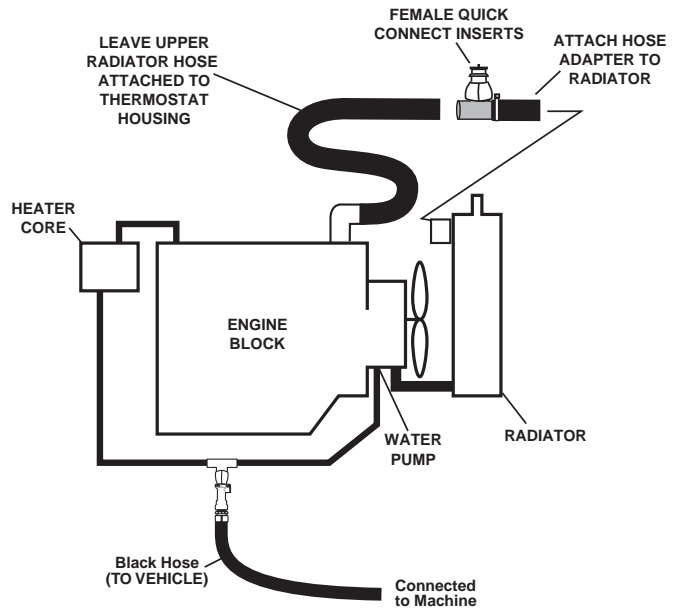 FEMALE QUICK
CONNECT INSERTS
ATTACH HOSE
ADAPTER TO
RADIATOR
LEAVE UPPER
RADIATOR HOSE
ATTACHED TO
THERMOSTAT
HOUSING
HEATER
CORE
ENGINE
BLOCK
WATER
PUMP
RADIATOR
Black Hose
(TO VEHICLE)
Connected
to Machine